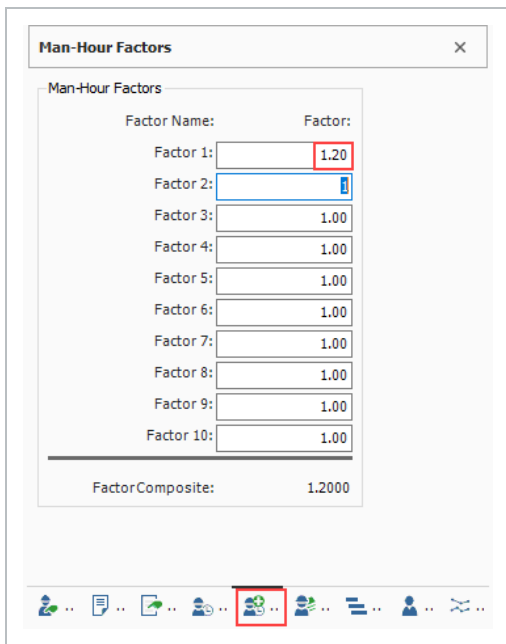 Man-Hour Factors
Man-Hour Factors
Factor Name: Factor:
Factor 1: 1.20
Factor 2: 1
Factor 3: 1.00
Factor 4: 1.00
Factor 5: 1.00
Factor 6: 1.00
Factor 7: 1.00
Factor 8: 1.00
Factor 9: 1.00
Factor 10: 1.00
FactorComposite: 1.2000
.. .. .. .. .. .. .. .. ..